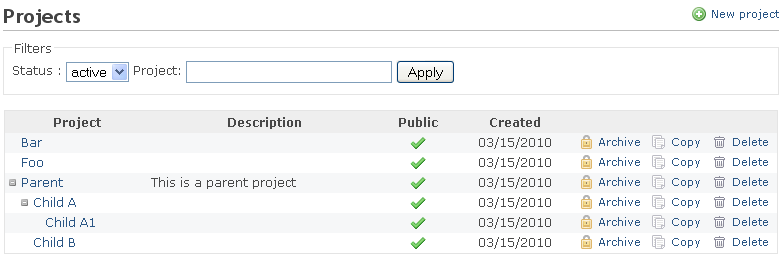 Projects New project
Filters
Status : active Project: Apply
Project Description Public Created
Bar 03/15/2010 Archive Copy Delete
Foo 03/15/2010 Archive Copy Delete
Parent This is a parent project 03/15/2010 Archive Copy Delete
Child A 03/15/2010 Archive Copy Delete
Child A1 03/15/2010 Archive Copy Delete
Child B 03/15/2010 Archive Copy Delete